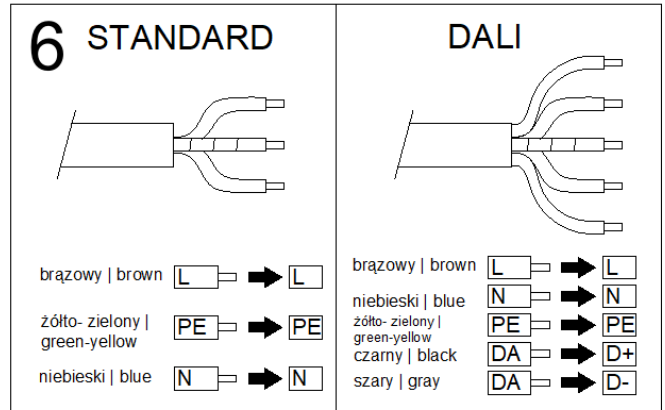 6 STANDARD
brązowy | brown L L
żółto- zielony |
green-yellow PE PE
niebieski | blue N N
DALI
brązowy | brown L L
niebieski | blue N N
żółto- zielony |
green-yellow PE PE
czarny | black DA D+
szary | gray DA D-